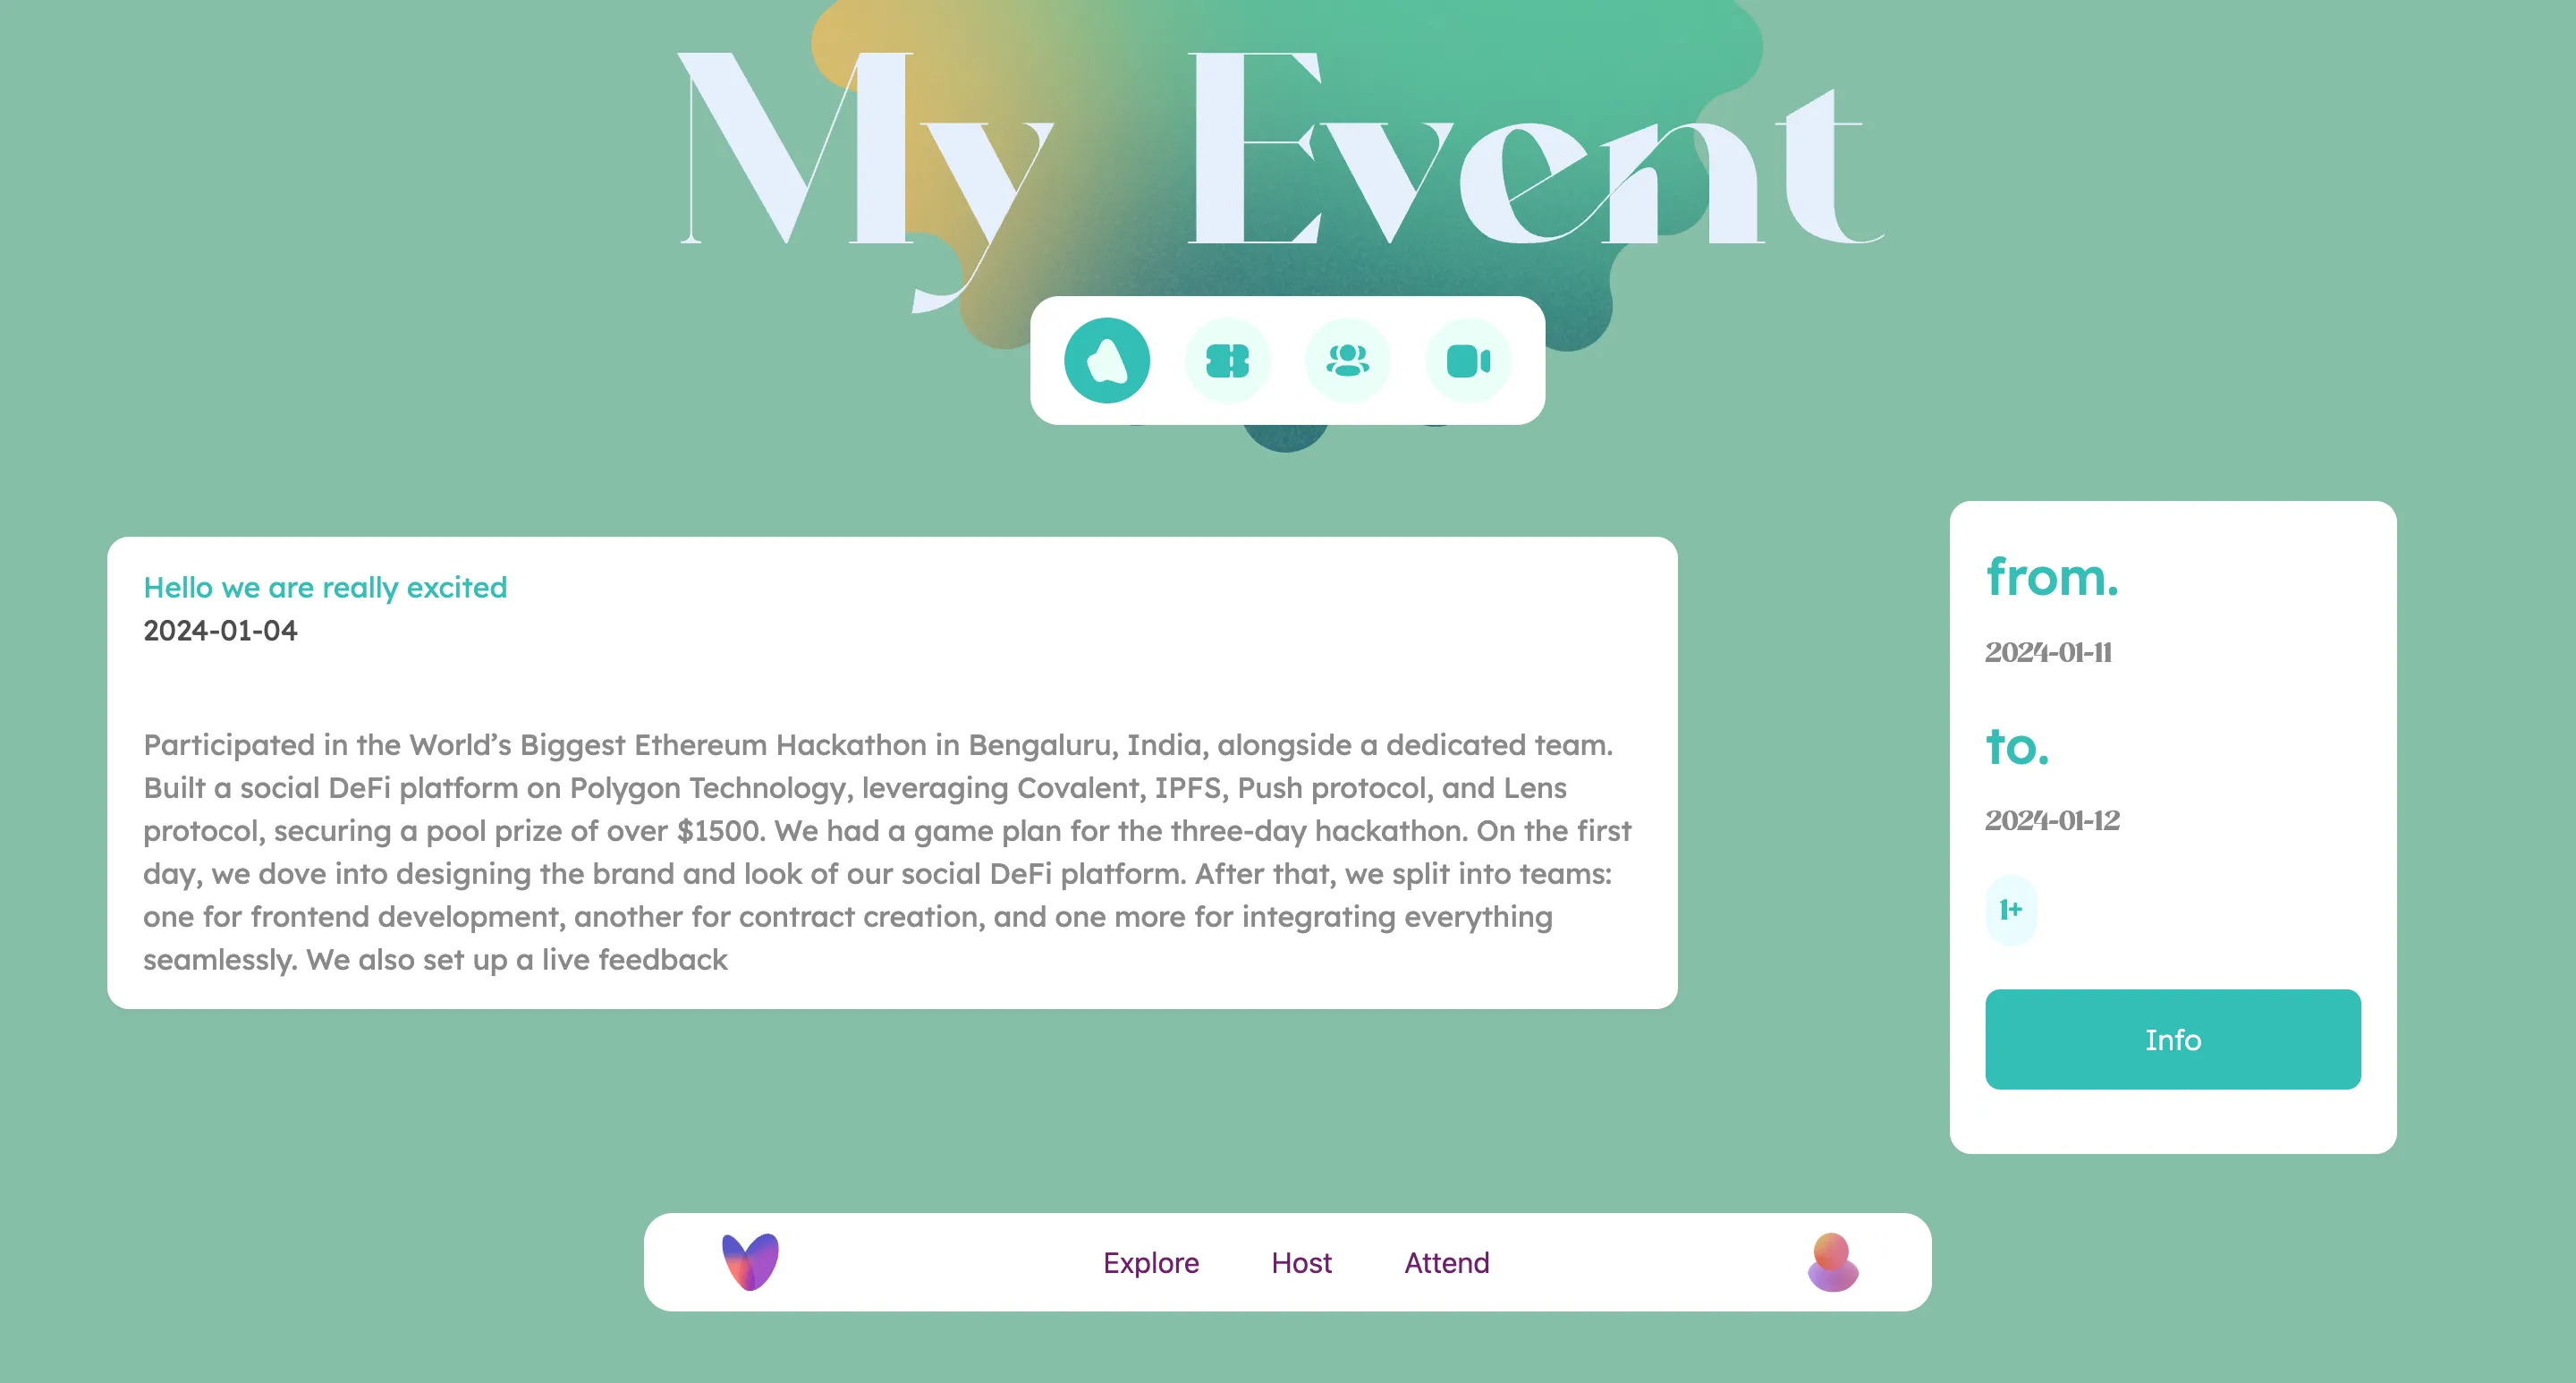 My Event
Hello we are really excited
2024-01-04
Participated in the World’s Biggest Ethereum Hackathon in Bengaluru, India, alongside a dedicated team.
Built a social DeFi platform on Polygon Technology, leveraging Covalent, IPFS, Push protocol, and Lens
protocol, securing a pool prize of over $1500. We had a game plan for the three-day hackathon. On the first
day, we dove into designing the brand and look of our social DeFi platform. After that, we split into teams:
one for frontend development, another for contract creation, and one more for integrating everything
seamlessly. We also set up a live feedback
from.
2024-01-11
to.
2024-01-12
1+
Info
Explore Host Attend